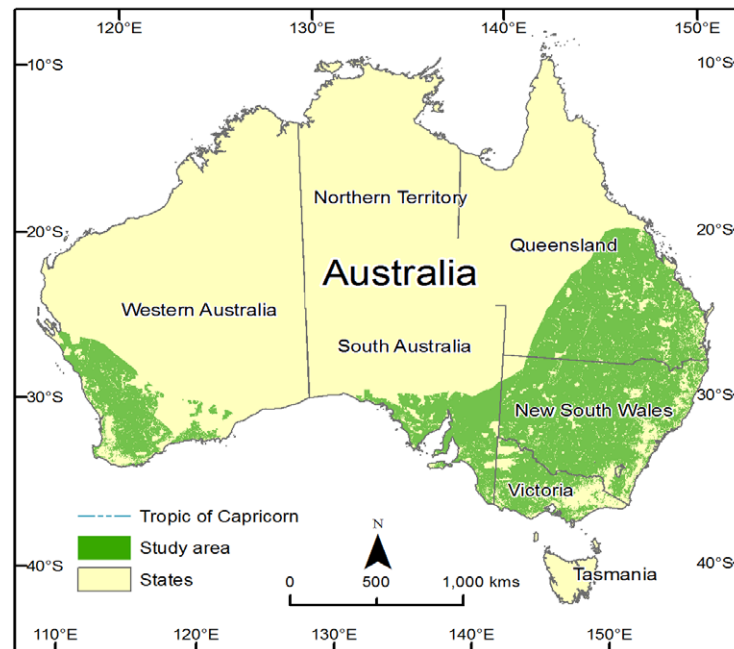 120°E 130°E 140°E 150°E
10°S 10°S
Northern Territory
20°S 20°S
Queensland
Australia
Western Australia
South Australia
30°S 30°S
New South Wales
Victoria
Tropic of Capricorn
Study area
N
States
40°S 40°S
0 500 1,000 kms
Tasmania
110°E 120°E 130°E 140°E 150°E